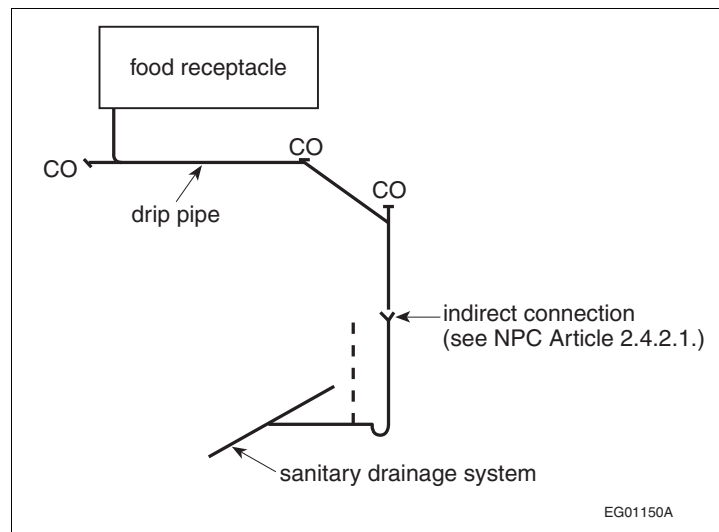 food receptacle
CO
CO
CO
drip pipe
indirect connection
(see NPC Article 2.4.2.1.)
sanitary drainage system
EG01150A